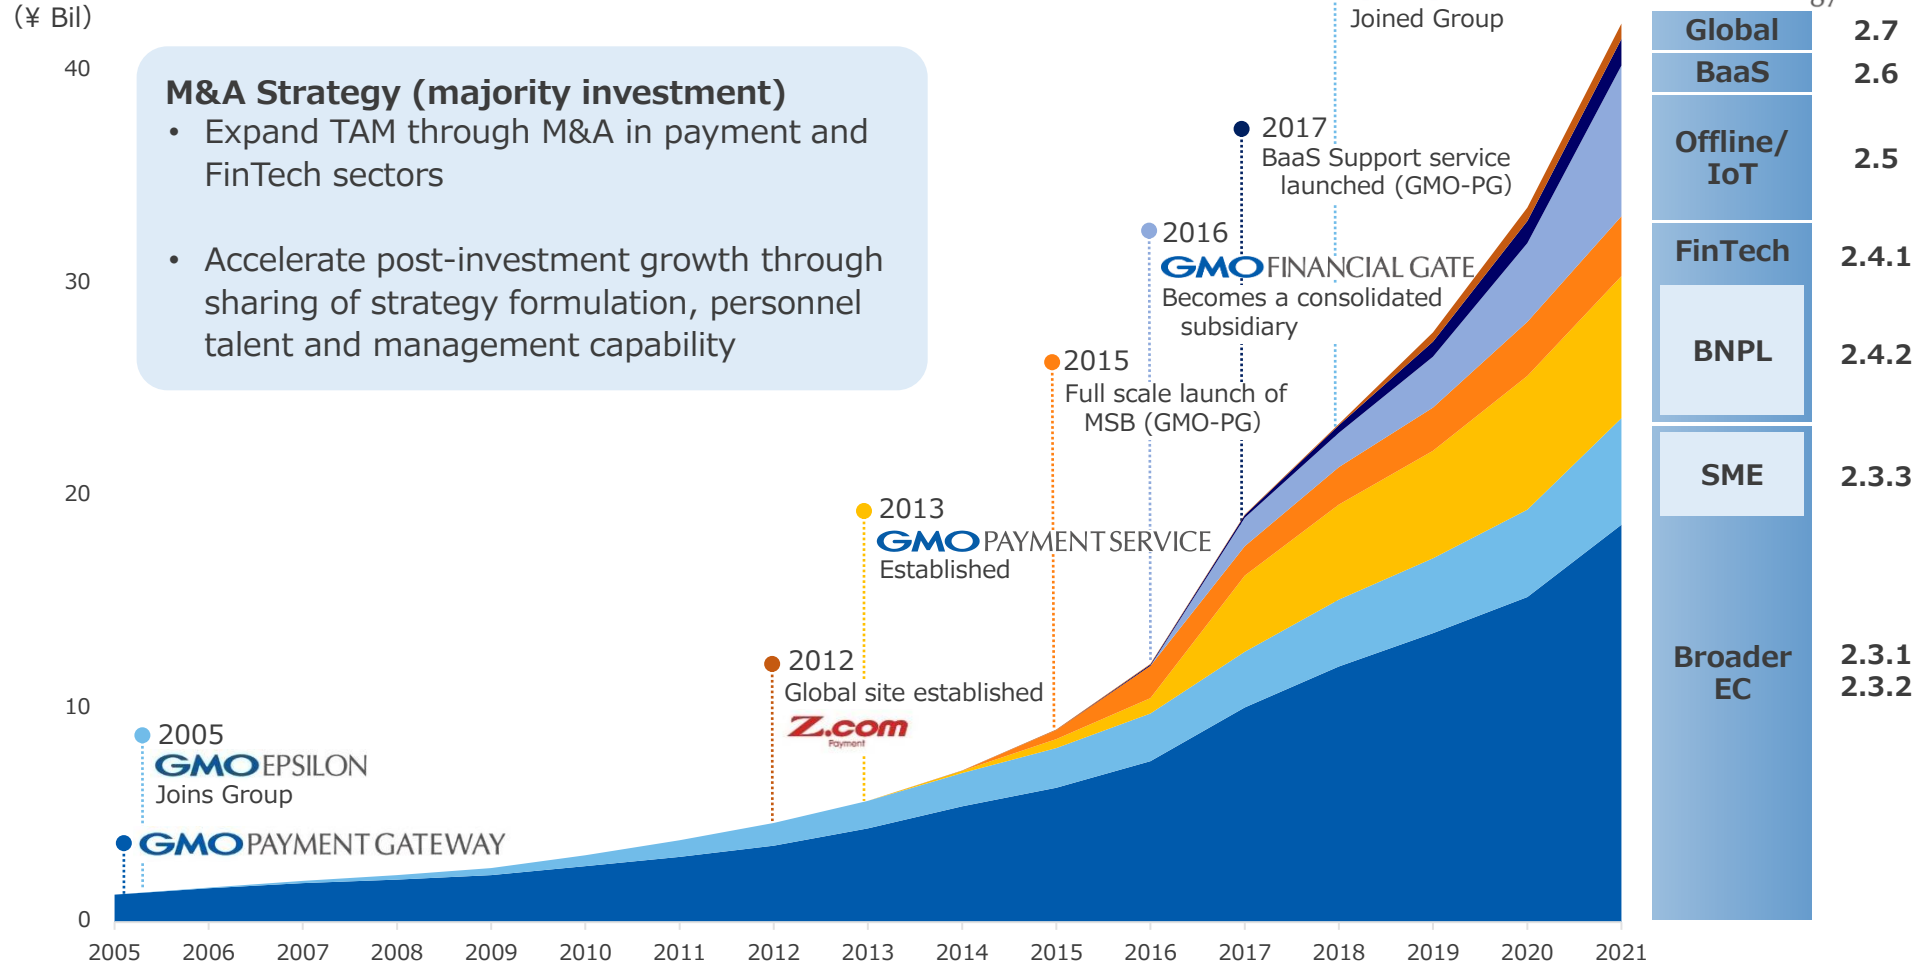 (¥ Bil)
Joined Group
40
30
20
10
0
M&A Strategy (majority investment)
• Expand TAM through M&A in payment and
FinTech sectors
• Accelerate post-investment growth through
sharing of strategy formulation, personnel
talent and management capability
2017
BaaS Support service
launched (GMO-PG)
2016
GMO FINANCIAL GATE
Becomes a consolidated
subsidiary
2015
Full scale launch of
MSB (GMO-PG)
2013
GMO PAYMENT SERVICE
Established
2012
Global site established
Z.com
Payment
2005
GMO EPSILON
Joins Group
GMO PAYMENT GATEWAY
2005 2006 2007 2008 2009 2010 2011 2012 2013 2014 2015 2016 2017 2018 2019 2020 2021
Global 2.7
BaaS 2.6
Offline/
IoT 2.5
FinTech 2.4.1
BNPL 2.4.2
SME 2.3.3
Broader 2.3.1
EC 2.3.2